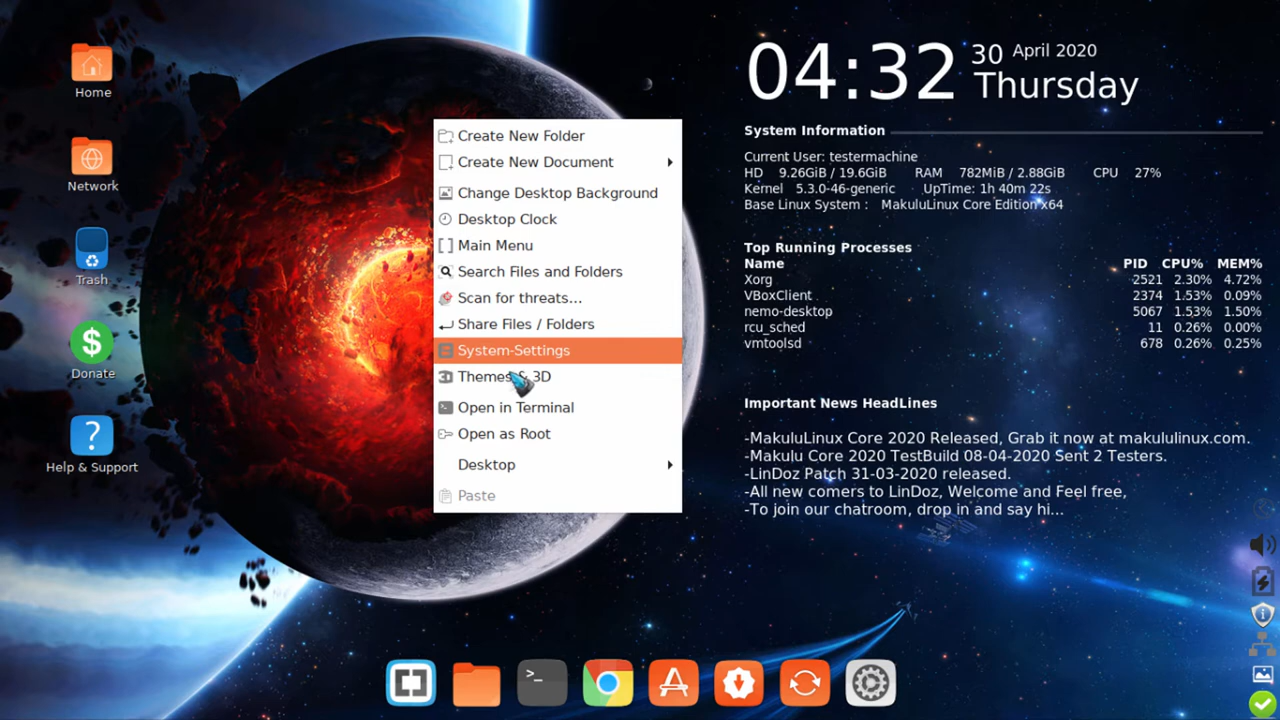 Home
Network
Trash
$
Donate
?
Help & Support
Create New Folder
Create New Document
Change Desktop Background
Desktop Clock
Main Menu
Search Files and Folders
Scan for threats...
Share Files / Folders
System-Settings
Themes & 3D
Open in Terminal
Open as Root
Desktop
Paste
04:32 30 April 2020
Thursday
System Information
Current User: testermachine
HD 9.26GiB / 19.6GiB RAM 782MiB / 2.88GiB CPU 27%
Kernel 5.3.0-46-generic UpTime: 1h 40m 22s
Base Linux System : MakuluLinux Core Edition x64
Top Running Processes
Name PID CPU% MEM%
Xorg 2521 2.30% 4.72%
VBoxClient 2374 1.53% 0.09%
nemo-desktop 5067 1.53% 1.50%
rcu_sched 11 0.26% 0.00%
vmtoolsd 678 0.26% 0.25%
Important News HeadLines
-MakuluLinux Core 2020 Released, Grab it now at makululinux.com.
-Makulu Core 2020 TestBuild 08-04-2020 Sent 2 Testers.
-LinDoz Patch 31-03-2020 released.
-All new comers to LinDoz, Welcome and Feel free,
-To join our chatroom, drop in and say hi...